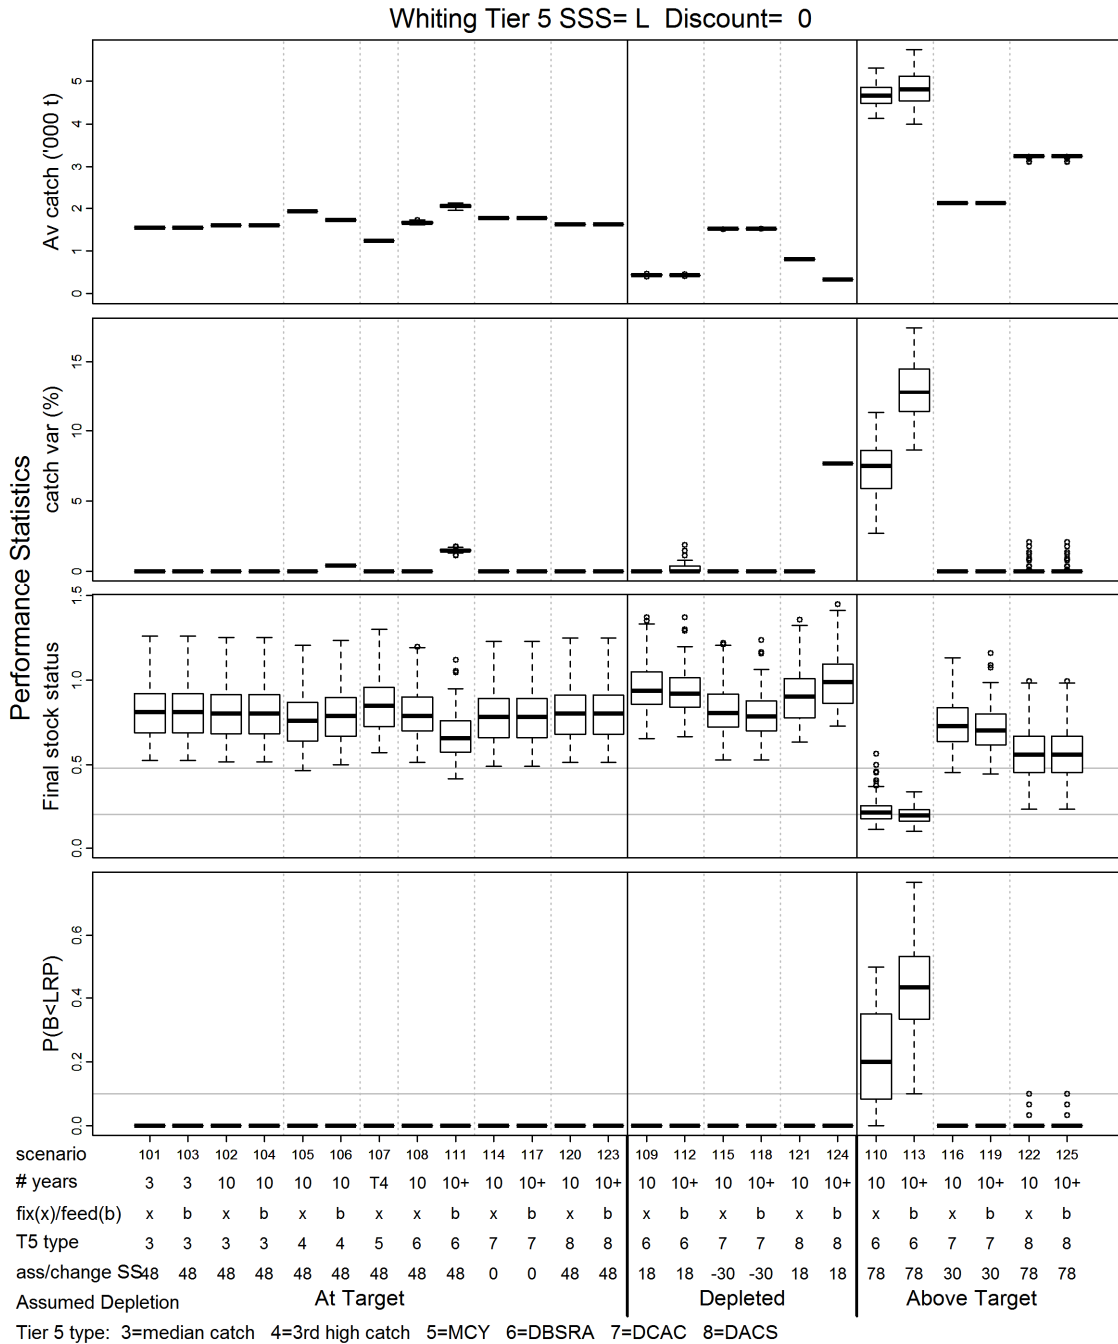 Whiting Tier 5 SSS= L Discount= 0
Performance Statistics
Av catch ('000 t)
5
4
3
2
1
0
catch var (%)
15
10
5
0
Final stock status
1.5
1.0
0.5
0.0
P(B<LRP)
0.6
0.4
0.2
0.0
scenario 101 103 102 104 105 106 107 108 111 114 117 120 123 109 112 115 118 121 124 110 113 116 119 122 125
# years 3 3 10 10 10 10 T4 10 10+ 10 10+ 10 10+ 10 10+ 10 10+ 10 10+ 10 10+ 10 10+ 10 10+
fix(x)/feed(b) x b x b x b x x b x b x b x b x b x b x b x b x b
T5 type 3 3 3 3 4 4 5 6 6 7 7 8 8 6 6 7 7 8 8 6 6 7 7 8 8
ass/change SS 48 48 48 48 48 48 48 48 48 0 0 48 48 18 18 -30 -30 18 18 78 78 30 30 78 78
Assumed Depletion At Target Depleted Above Target
Tier 5 type: 3=median catch 4=3rd high catch 5=MCY 6=DBSRA 7=DCAC 8=DACS